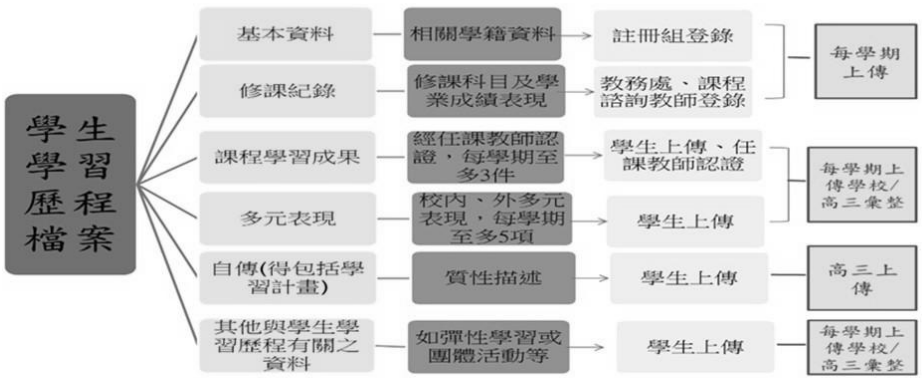 學生
學習
歷程
檔案
基本資料
相關學籍資料
註冊組登錄
每學期
上傳
修課紀錄
修課科目及學
業成績表現
教務處、課程
諮詢教師登錄
課程學習成果
經任課教師認
證，每學期至
多3件
學生上傳、任
課教師認證
每學期上
傳學校/
高三彙整
多元表現
校內、外多元
表現，每學期
至多5項
學生上傳
自傳(得包括學
習計畫)
質性描述
學生上傳
高三上
傳
其他與學生學
習歷程有關之
資料
如彈性學習或
團體活動等
學生上傳
每學期上
傳學校/
高三彙整